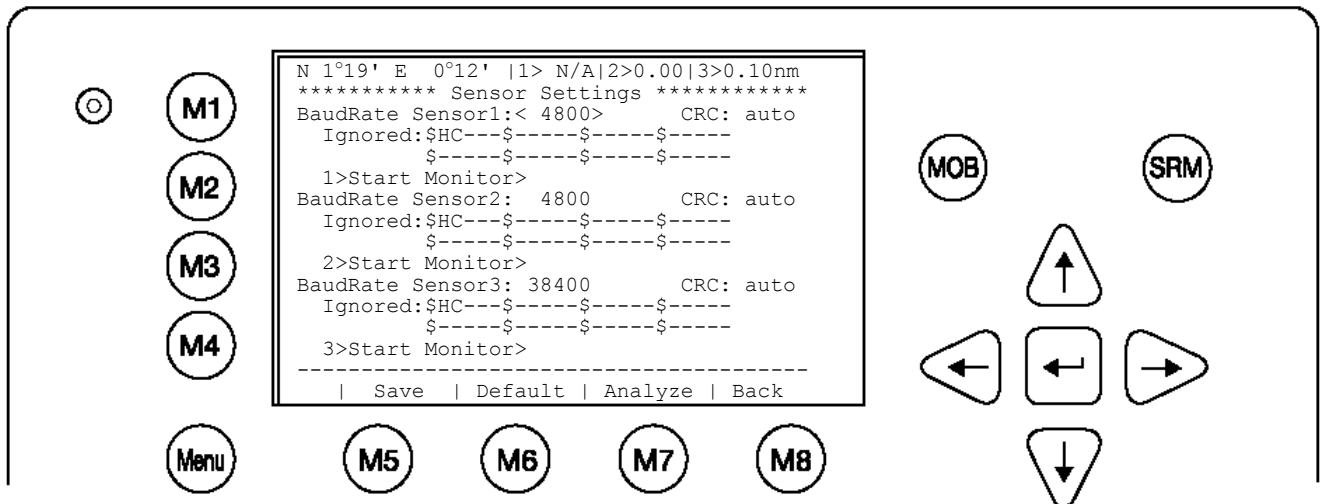 N 1°19' E  0°12' |1> N/A|2>0.00|3>0.10nm
*********** Sensor Settings ************
BaudRate Sensor1:< 4800>      CRC: auto
  Ignored:$HC---$-----$-----$-----
          $-----$-----$-----$-----
  1>Start Monitor>
BaudRate Sensor2:  4800       CRC: auto
  Ignored:$HC---$-----$-----$-----
          $-----$-----$-----$-----
  2>Start Monitor>
BaudRate Sensor3: 38400       CRC: auto
  Ignored:$HC---$-----$-----$-----
          $-----$-----$-----$-----
  3>Start Monitor>
----------------------------------------
   |  Save  | Default | Analyze | Back
M1
M2
M3
M4
Menu
M5
M6
M7
M8
MOB
SRM